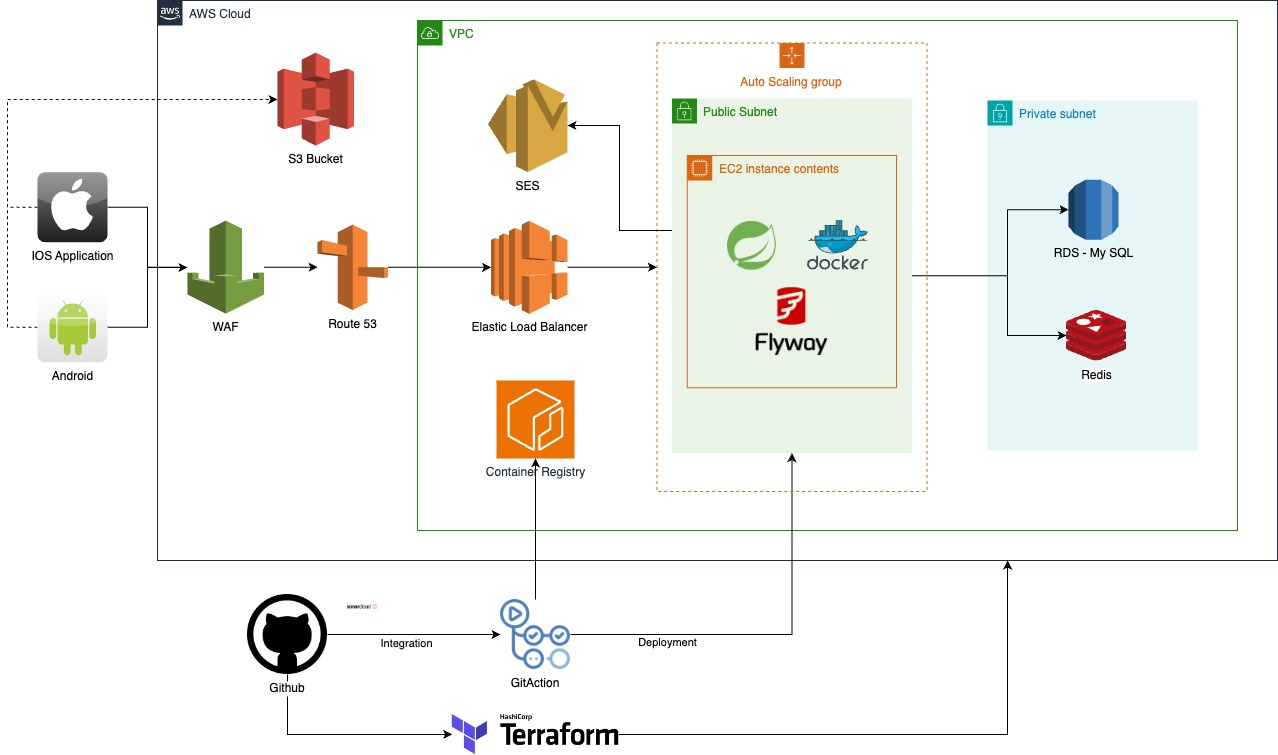 aws
AWS Cloud
VPC
Auto Scaling group
Public Subnet
Private subnet
S3 Bucket
SES
EC2 instance contents
docker
IOS Application
RDS - My SQL
WAF
Route 53
Elastic Load Balancer
Flyway
Android
Redis
Container Registry
sonarcloud
Integration
Deployment
Github
GitAction
HashiCorp
Terraform